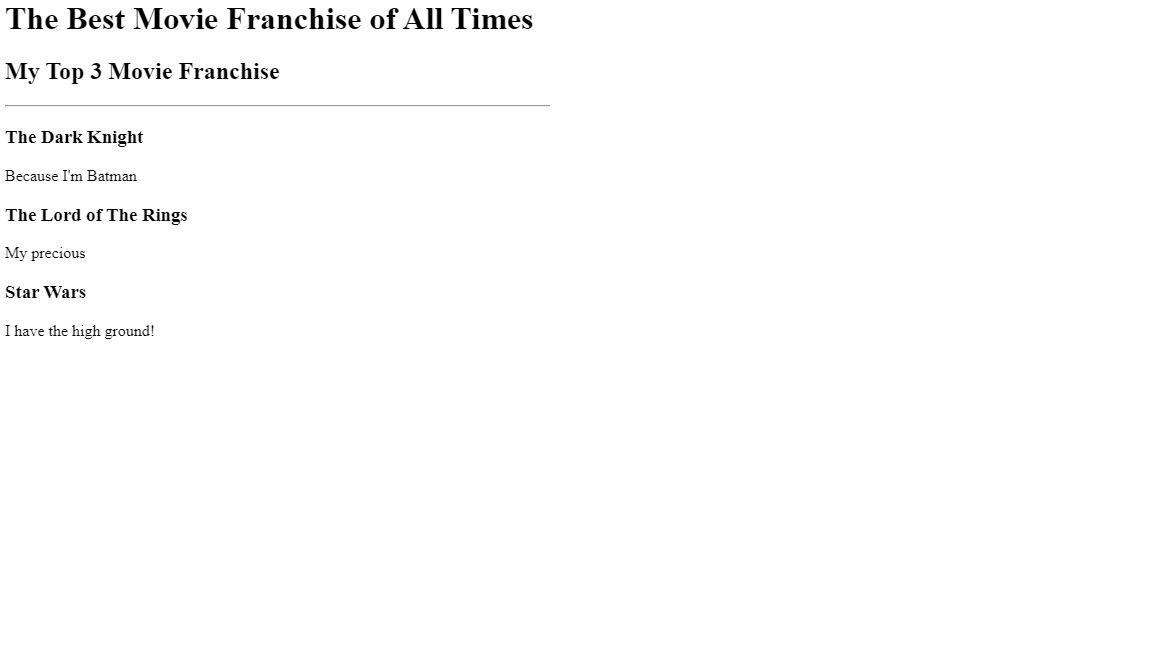 The Best Movie Franchise of All Times
My Top 3 Movie Franchise
The Dark Knight
Because I'm Batman
The Lord of The Rings
My precious
Star Wars
I have the high ground!